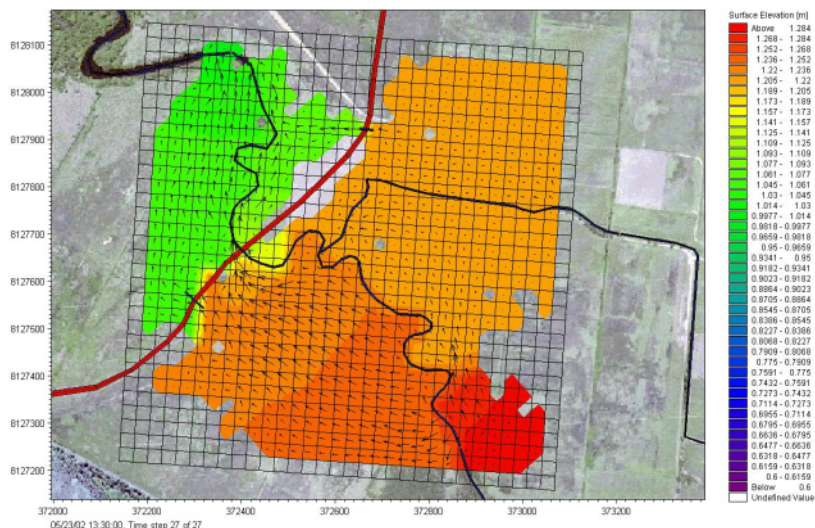 Surface Elevation [m]
Above 1.284
1.268 - 1.284
1.252 - 1.268
1.236 - 1.252
1.22 - 1.236
1.205 - 1.22
1.189 - 1.205
1.173 - 1.189
1.157 - 1.173
1.141 - 1.157
1.125 - 1.141
1.109 - 1.125
1.093 - 1.109
1.077 - 1.093
1.061 - 1.077
1.045 - 1.061
1.03 - 1.045
1.014 - 1.03
0.9977 - 1.014
0.9818 - 0.9977
0.9659 - 0.9818
0.95 - 0.9659
0.9341 - 0.95
0.9182 - 0.9341
0.9023 - 0.9182
0.8864 - 0.9023
0.8705 - 0.8864
0.8545 - 0.8705
0.8386 - 0.8545
0.8227 - 0.8386
0.8068 - 0.8227
0.7909 - 0.8068
0.775 - 0.7909
0.7591 - 0.775
0.7432 - 0.7591
0.7273 - 0.7432
0.7114 - 0.7273
0.6955 - 0.7114
0.6795 - 0.6955
0.6636 - 0.6795
0.6477 - 0.6636
0.6318 - 0.6477
0.6159 - 0.6318
0.6 - 0.6159
Below 0.6
Undefined Value
8128100
8128000
8127900
8127800
8127700
8127600
8127500
8127400
8127300
8127200
372000 372200 372400 372600 372800 373000 373200
05/23/02 13:30:00, Time step 27 of 27